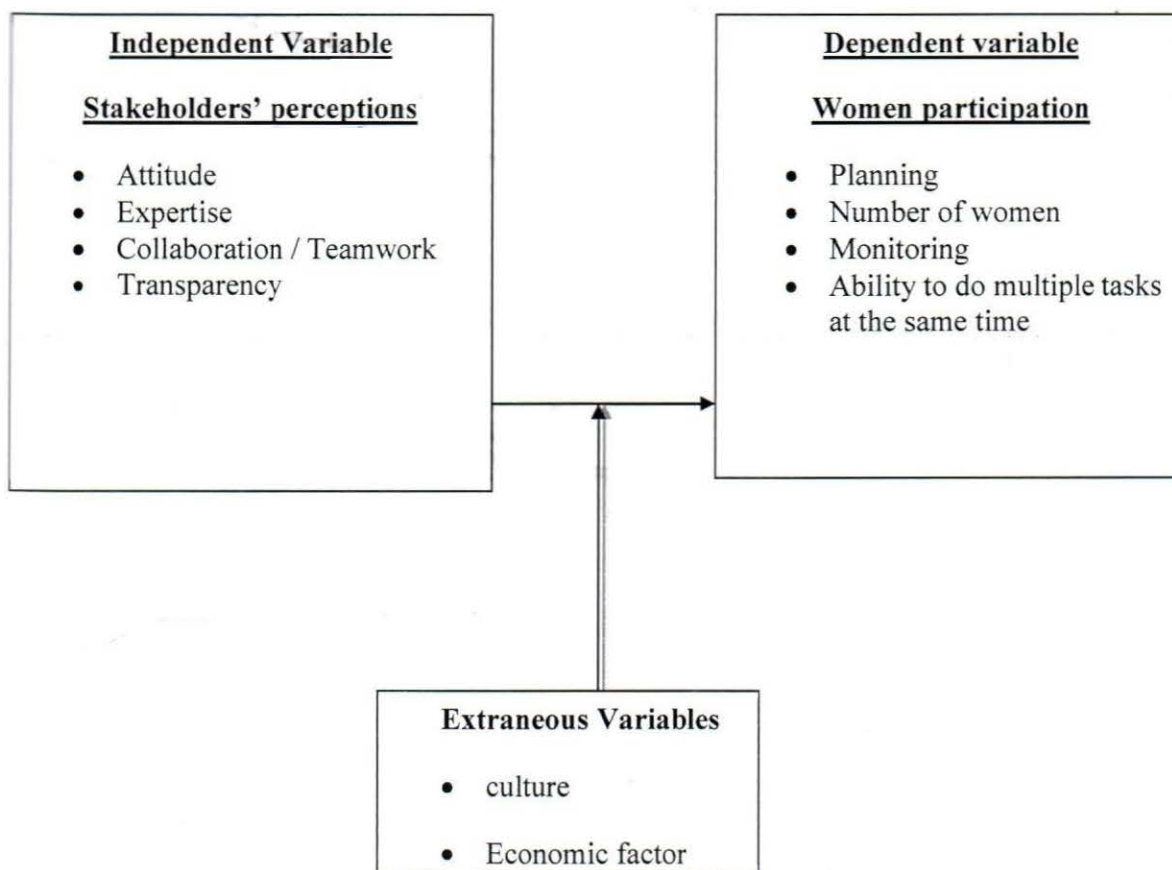 Independent Variable
Stakeholders' perceptions
• Attitude
• Expertise
• Collaboration / Teamwork
• Transparency
Dependent variable
Women participation
• Planning
• Number of women
• Monitoring
• Ability to do multiple tasks
at the same time
Extraneous Variables
• culture
• Economic factor